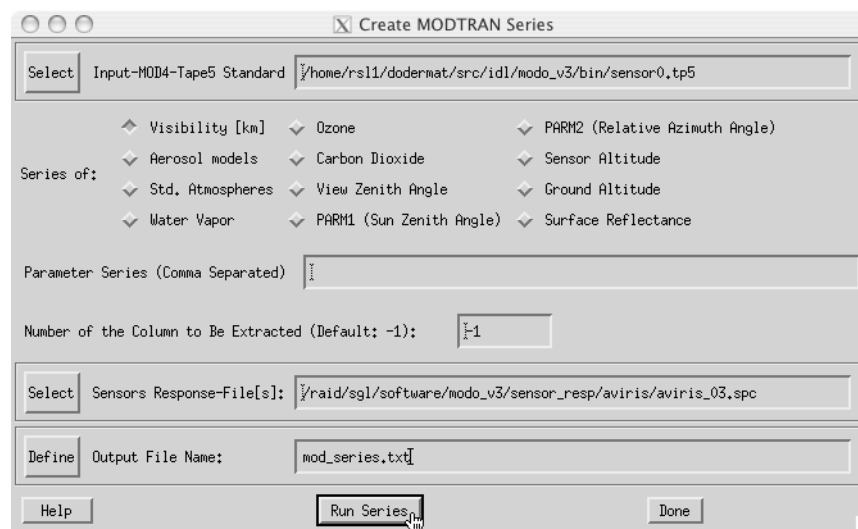 Create MODTRAN Series
Select Input-MOD4-Tape5 Standard /home/rsl1/dodermat/src/idl/modo_v3/bin/sensor0.tp5
Visibility [km] Ozone PARM2 (Relative Azimuth Angle)
Aerosol models Carbon Dioxide Sensor Altitude
Series of:
Std. Atmospheres View Zenith Angle Ground Altitude
Water Vapor PARM1 (Sun Zenith Angle) Surface Reflectance
Parameter Series (Comma Separated)
Number of the Column to Be Extracted (Default: -1): -1
Select Sensors Response-File[s]: /raid/sgl/software/modo_v3/sensor_resp/aviris/aviris_03.spc
Define Output File Name: mod_series.txt
Help Run Series Done